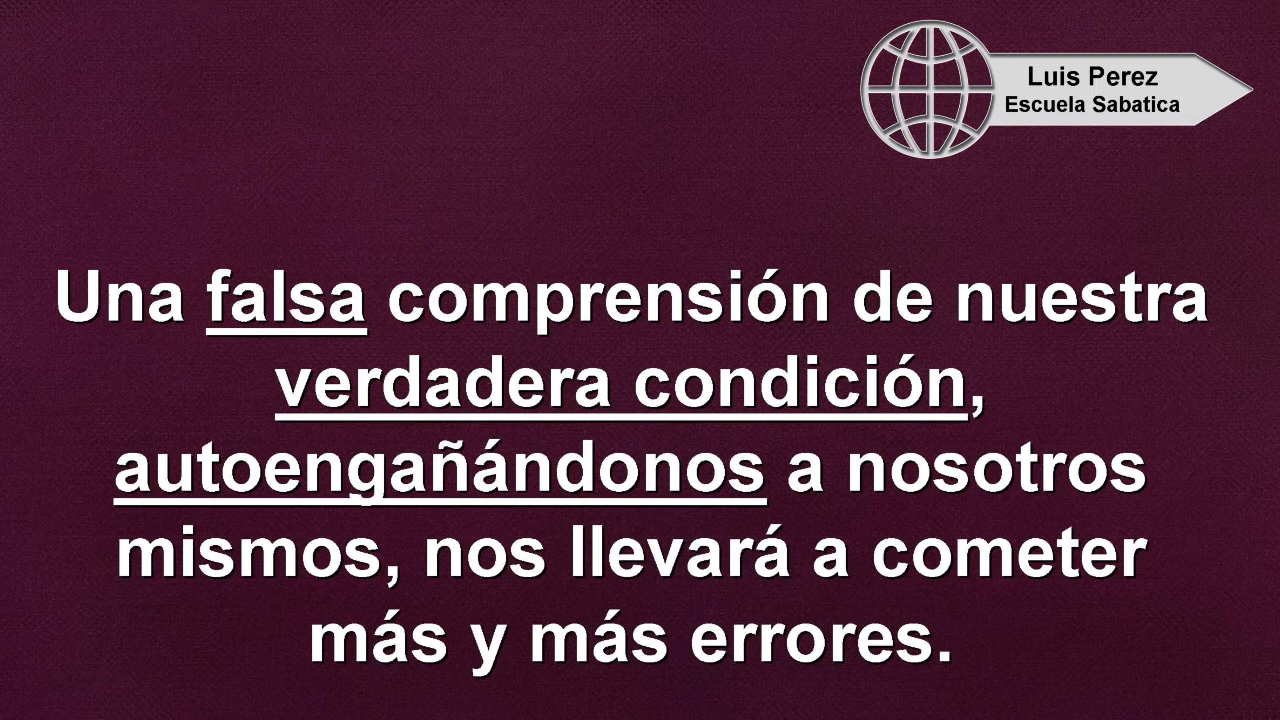 Luis Perez
Escuela Sabatica
Una falsa comprensión de nuestra
verdadera condición,
autoengañándonos a nosotros
mismos, nos llevará a cometer
más y más errores.